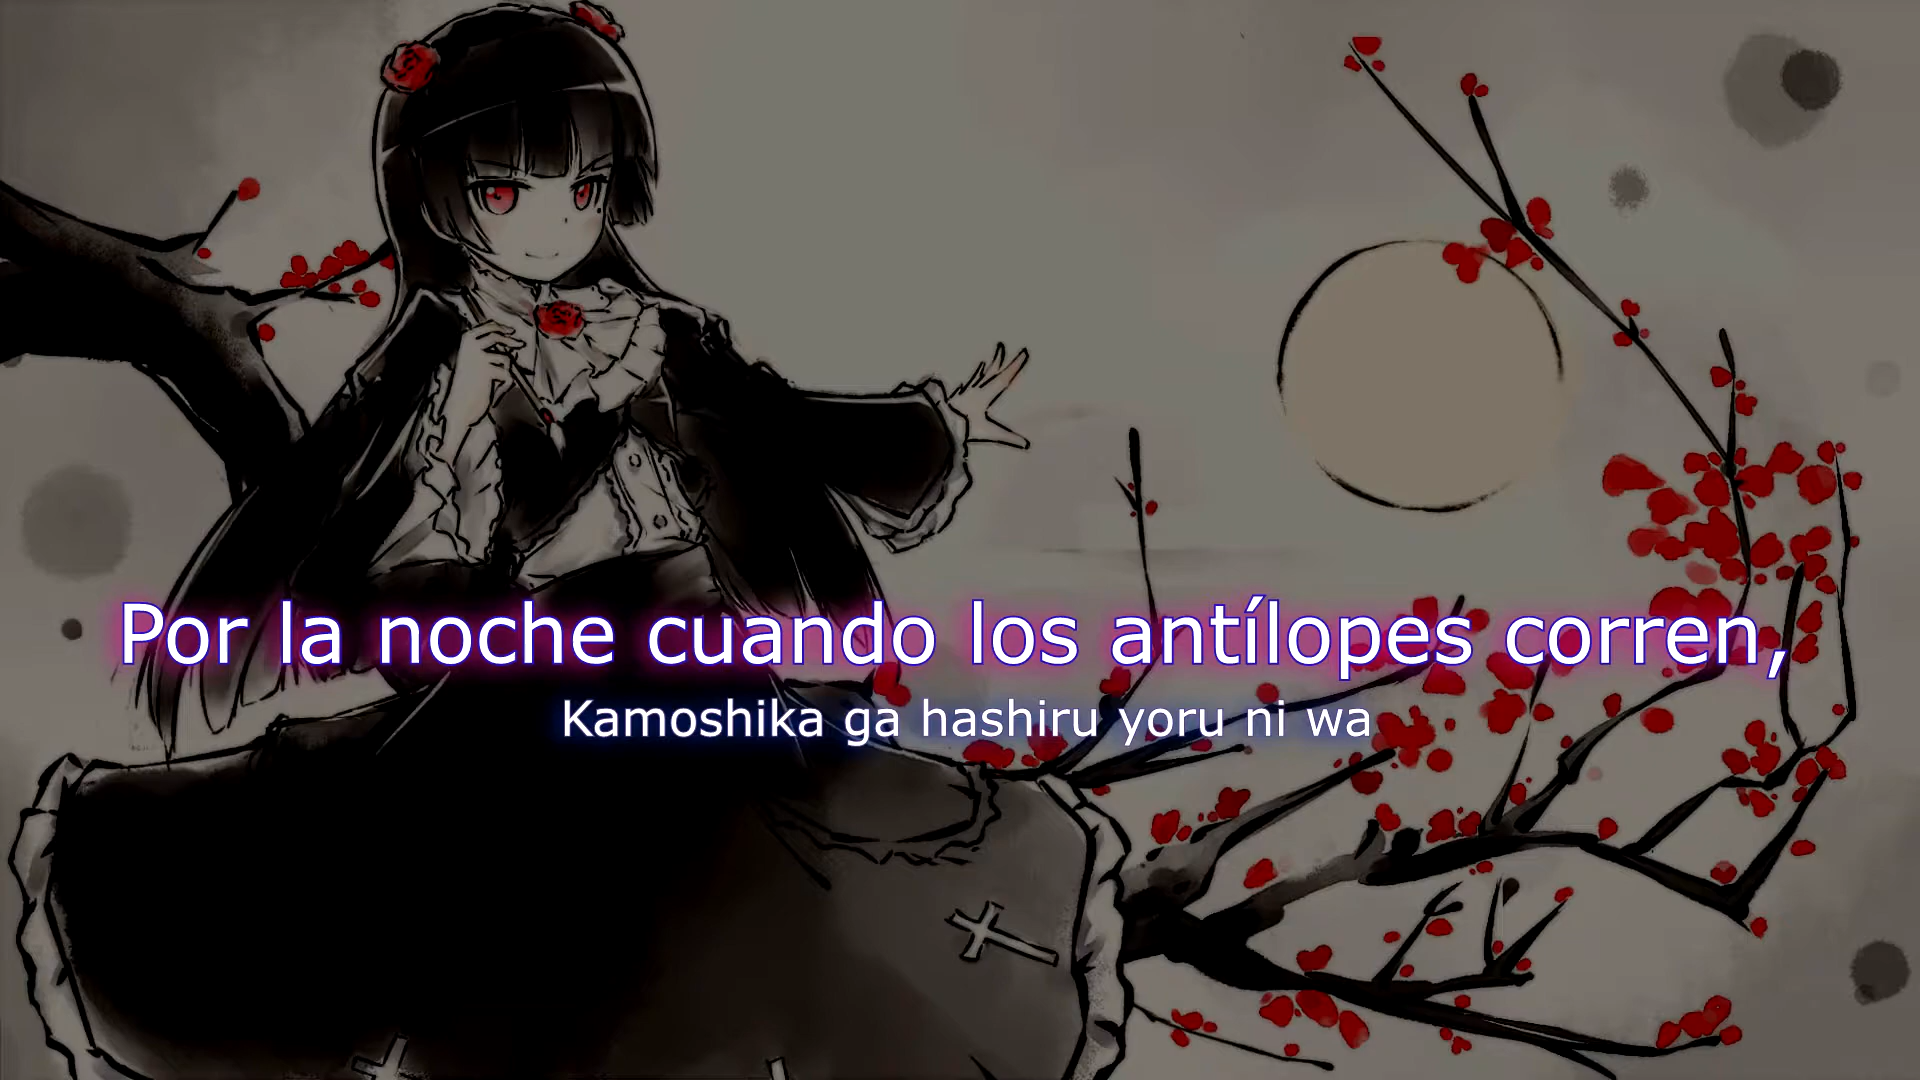 Por la noche cuando los antílopes corren,
Kamoshika ga hashiru yoru ni wa